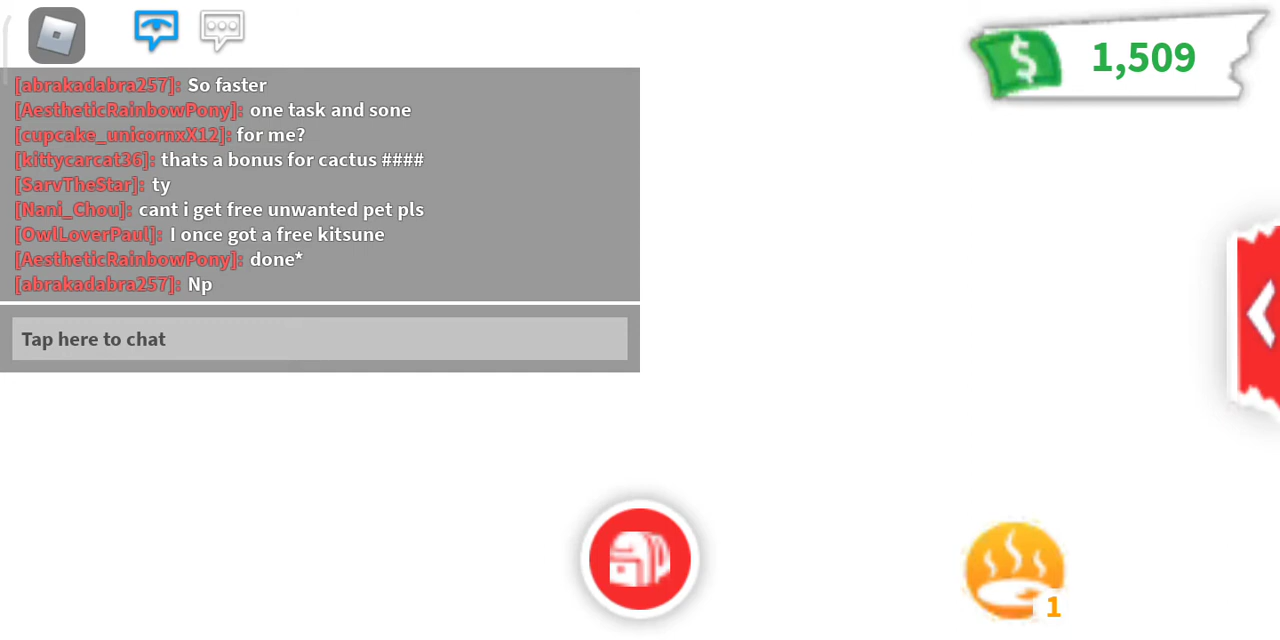 [abrakadabra257]: So faster
[AestheticRainbowPony]: one task and sone
[cupcake_unicornxX12]: for me?
[kittycarcat36]: thats a bonus for cactus ####
[SarvTheStar]: ty
[Nani_Chou]: cant i get free unwanted pet pls
[OwlLoverPaul]: I once got a free kitsune
[AestheticRainbowPony]: done*
[abrakadabra257]: Np
Tap here to chat
$ 1,509
1